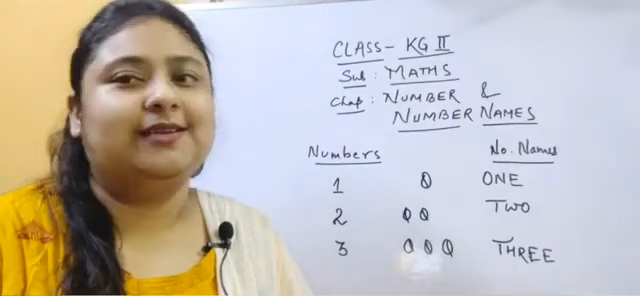 CLASS - KG II
Sub : MATHS
Chap : NUMBER &
NUMBER NAMES
Numbers No. Names
1 ONE
2 TWO
3 THREE